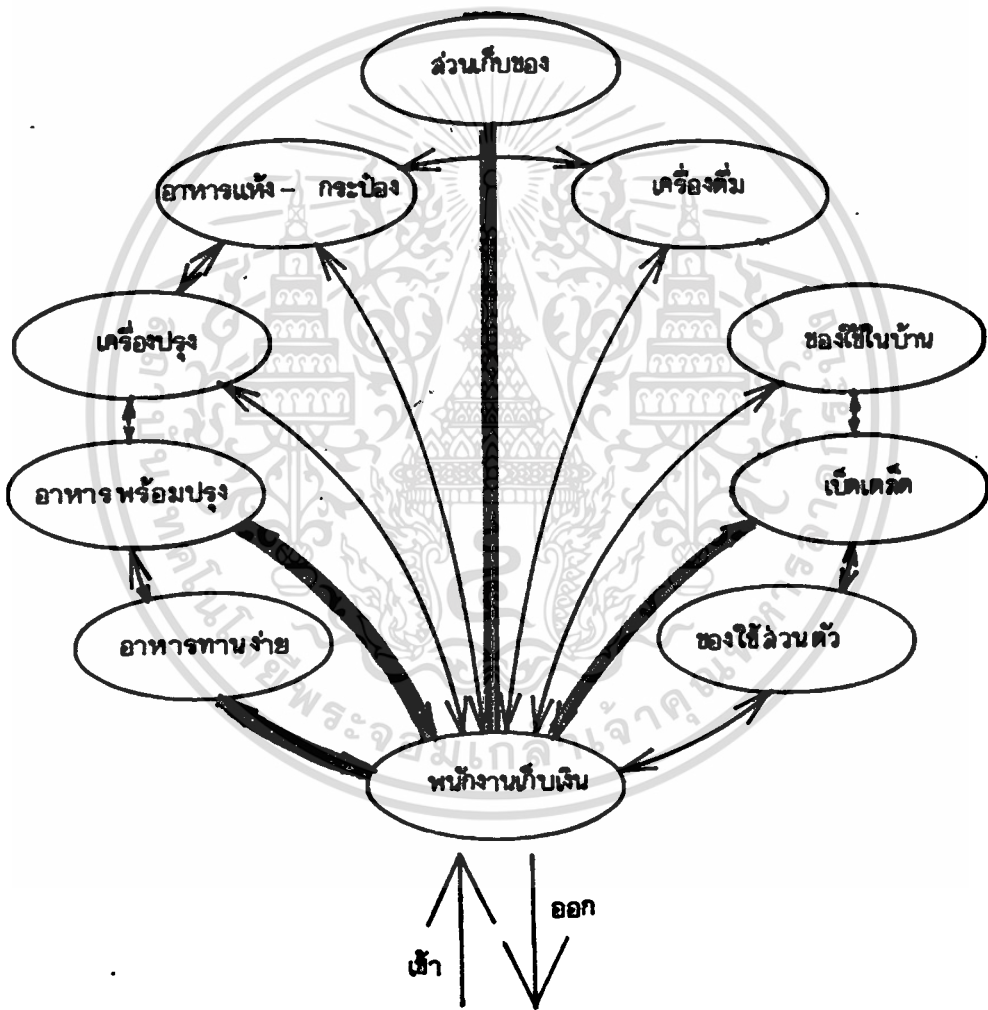 ส่วนเก็บของ
อาหารแห้ง - กระป๋อง
เครื่องดื่ม
เครื่องปรุง
ของใช้ในบ้าน
อาหารพร้อมปรุง
เบ็ดเตล็ด
อาหารทานง่าย
ของใช้ส่วนตัว
พนักงานเก็บเงิน
เข้า
ออก